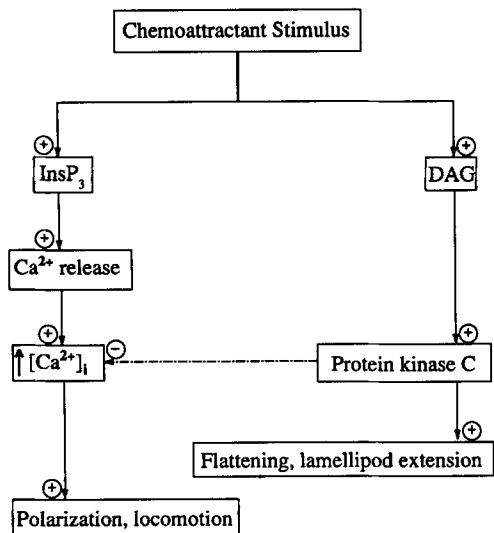 Chemoattractant Stimulus
+ +
InsP₃ DAG
+
Ca²⁺ release
+ − +
↑ [Ca²⁺]ᵢ Protein kinase C
+
Flattening, lamellipod extension
+
Polarization, locomotion